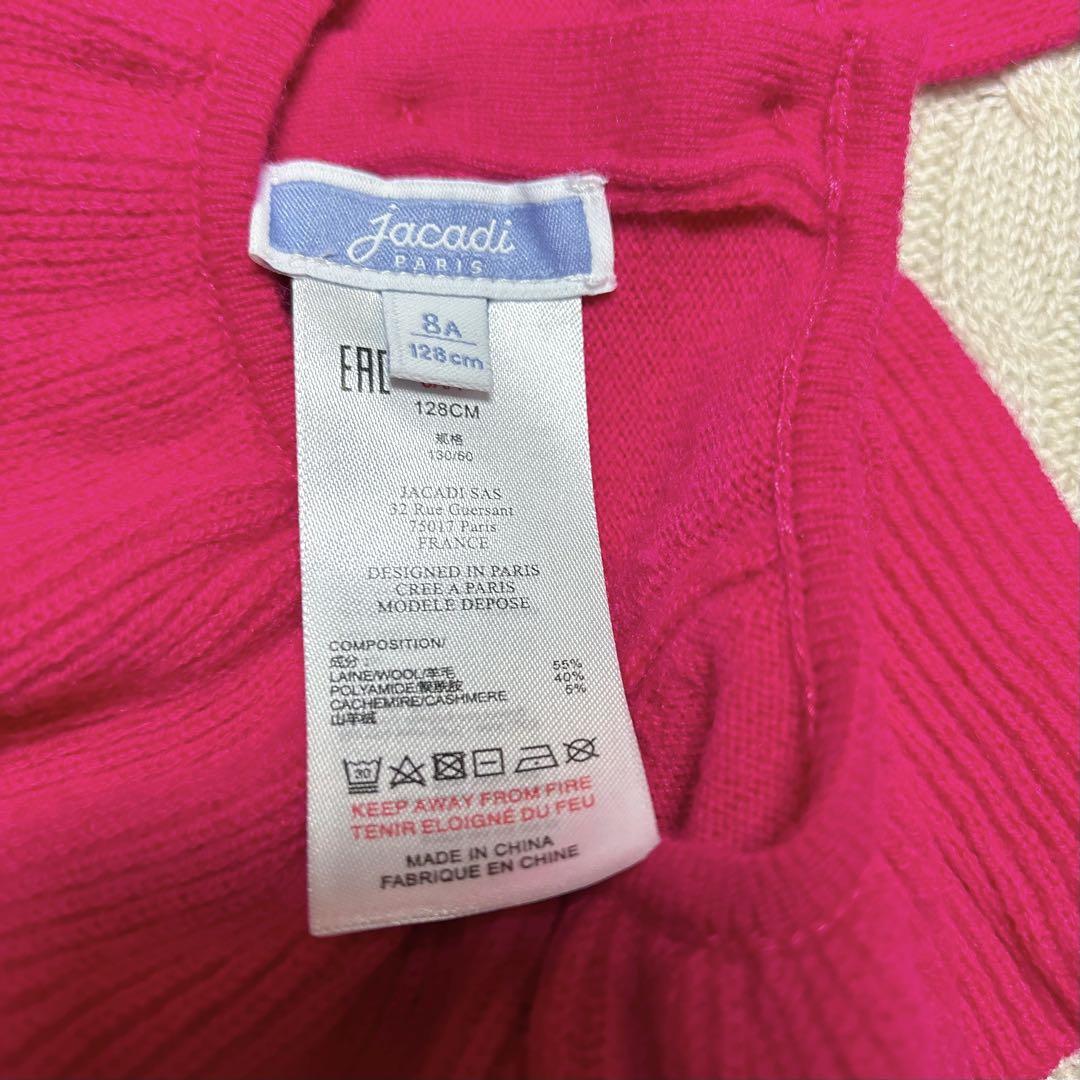 jacadi
PARIS
8A
128cm
EAC
128CM
规格
130/60
JACADI SAS
32 Rue Guersant
75017 Paris
FRANCE
DESIGNED IN PARIS
CREE A PARIS
MODELE DEPOSE
COMPOSITION/
成分：
LAINE/WOOL/羊毛 55%
POLYAMIDE/聚酰胺 40%
CACHEMIRE/CASHMERE 5%
山羊绒
30
KEEP AWAY FROM FIRE
TENIR ELOIGNÉ DU FEU
MADE IN CHINA
FABRIQUE EN CHINE